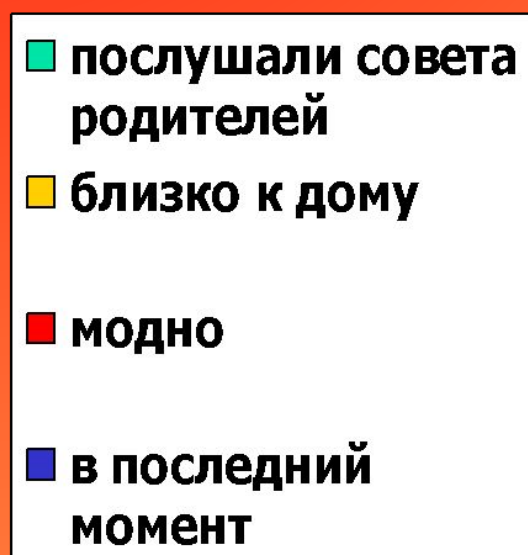 послушали совета
родителей
близко к дому
модно
в последний
момент